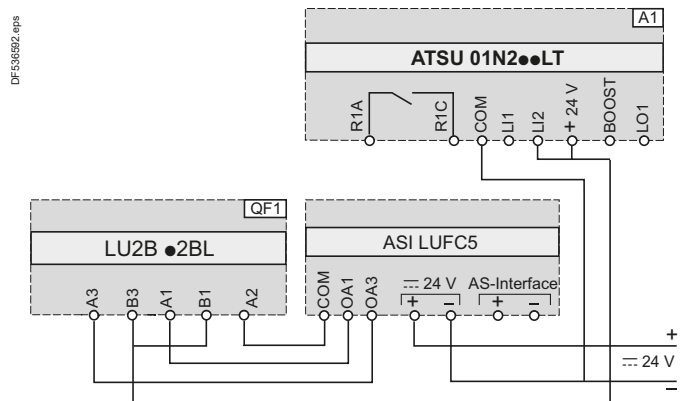 DF536592.eps
A1
ATSU 01N2●●LT
R1A
R1C
COM
LI1
LI2
+ 24 V
BOOST
LO1
QF1
LU2B ●2BL
A3
B3
A1
B1
A2
ASI LUFC5
COM
OA1
OA3
24 V
AS-Interface
+ –
+ –
+
24 V
–